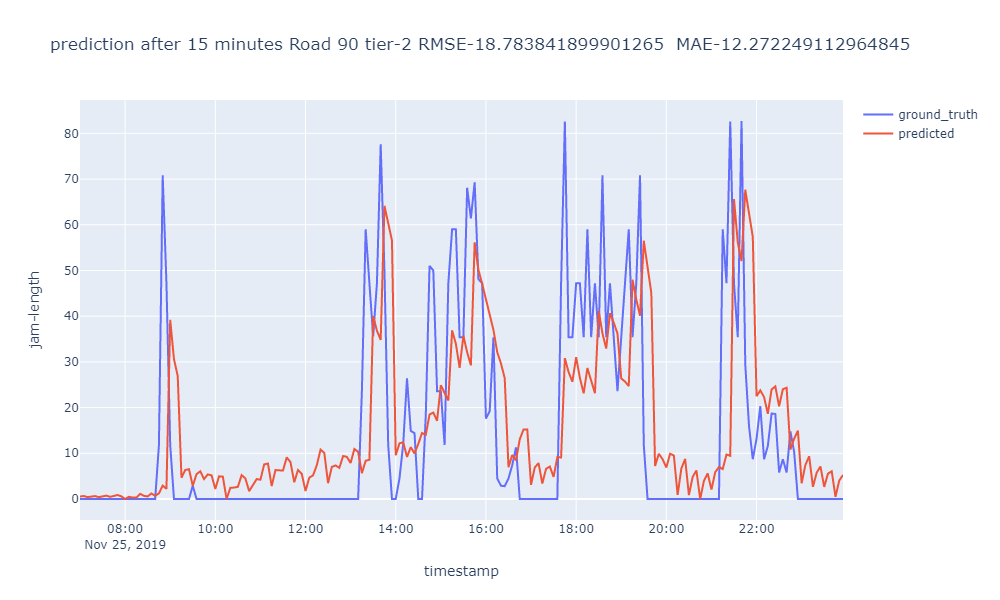 prediction after 15 minutes Road 90 tier-2 RMSE-18.783841899901265  MAE-12.272249112964845
ground_truth
predicted
80
70
60
50
40
30
20
10
0
jam-length
08:00 10:00 12:00 14:00 16:00 18:00 20:00 22:00
Nov 25, 2019
timestamp